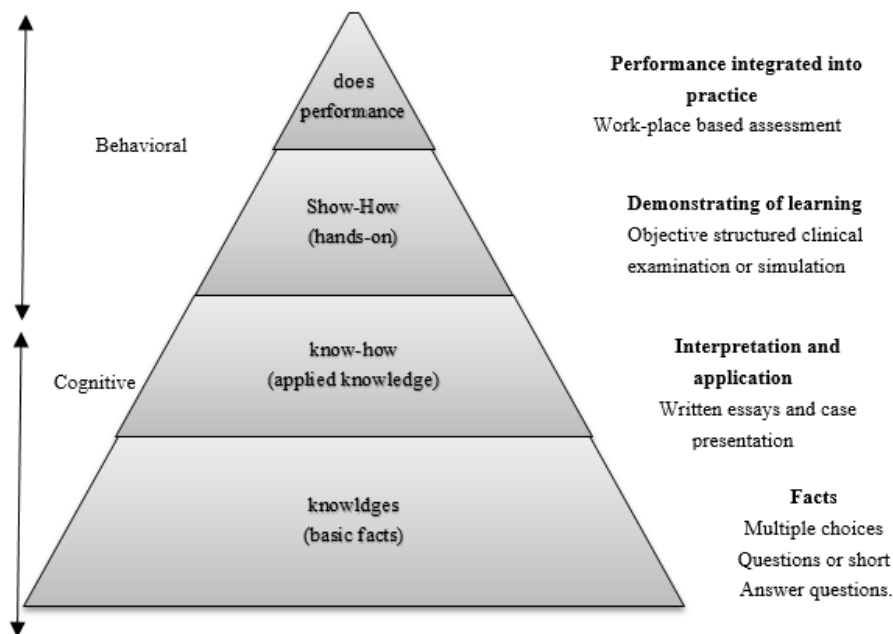 does
performance
Performance integrated into
practice
Work-place based assessment
Behavioral
Show-How
(hands-on)
Demonstrating of learning
Objective structured clinical
examination or simulation
know-how
(applied knowledge)
Cognitive
Interpretation and
application
Written essays and case
presentation
knowldges
(basic facts)
Facts
Multiple choices
Questions or short
Answer questions.